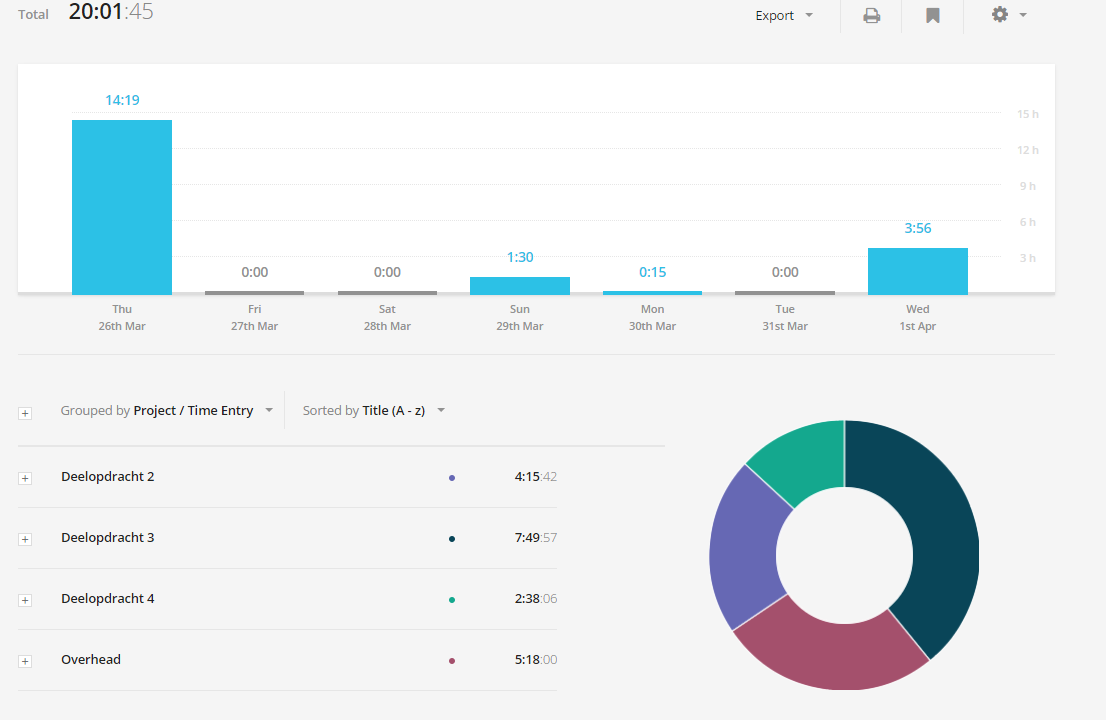 Total 20:01:45 Export
14:19
15 h
12 h
9 h
6 h
3:56
1:30
3 h
0:00 0:00 0:15 0:00
Thu Fri Sat Sun Mon Tue Wed
26th Mar 27th Mar 28th Mar 29th Mar 30th Mar 31st Mar 1st Apr
Grouped by Project / Time Entry Sorted by Title (A - z)
Deelopdracht 2 4:15:42
Deelopdracht 3 7:49:57
Deelopdracht 4 2:38:06
Overhead 5:18:00